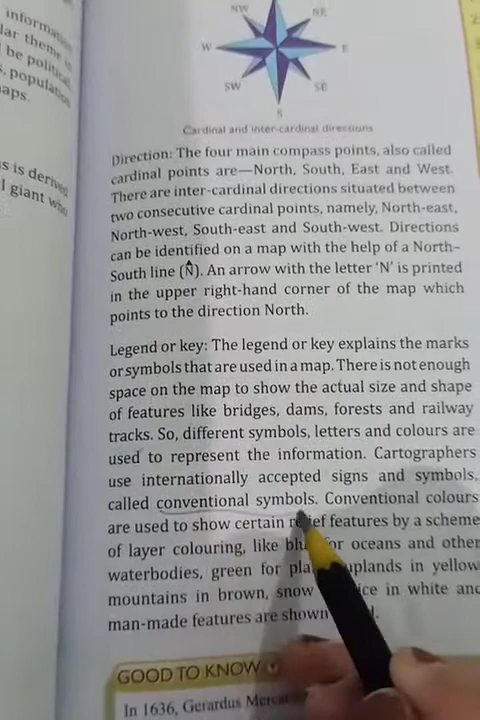 information
lar theme in
be political
s, population
aps.
s is derived
l giant who
NW
NE
W
E
SW
SE
S
Cardinal and inter-cardinal directions
Direction: The four main compass points, also called
cardinal points are—North, South, East and West.
There are inter-cardinal directions situated between
two consecutive cardinal points, namely, North-east,
North-west, South-east and South-west. Directions
can be identified on a map with the help of a North–
South line (N). An arrow with the letter 'N' is printed
in the upper right-hand corner of the map which
points to the direction North.
Legend or key: The legend or key explains the marks
or symbols that are used in a map. There is not enough
space on the map to show the actual size and shape
of features like bridges, dams, forests and railway
tracks. So, different symbols, letters and colours are
used to represent the information. Cartographers
use internationally accepted signs and symbols,
called conventional symbols. Conventional colours
are used to show certain relief features by a scheme
of layer colouring, like blue for oceans and other
waterbodies, green for uplands in yellow
mountains in brown, snow ice in white and
man-made features are shown
GOOD TO KNOW
In 1636, Gerardus